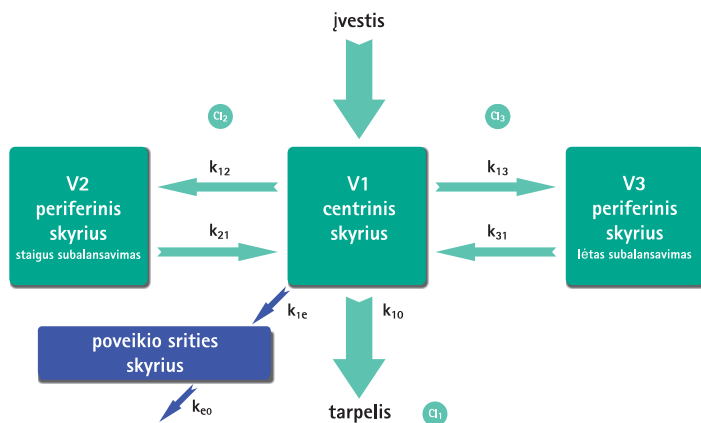 įvestis
Cl₂
Cl₃
k₁₂
k₁₃
V2
periferinis
skyrius
staigus subalansavimas
V1
centrinis
skyrius
V3
periferinis
skyrius
lėtas subalansavimas
k₂₁
k₃₁
k₁ₑ
k₁₀
poveikio srities
skyrius
kₑ₀
tarpelis
Cl₁